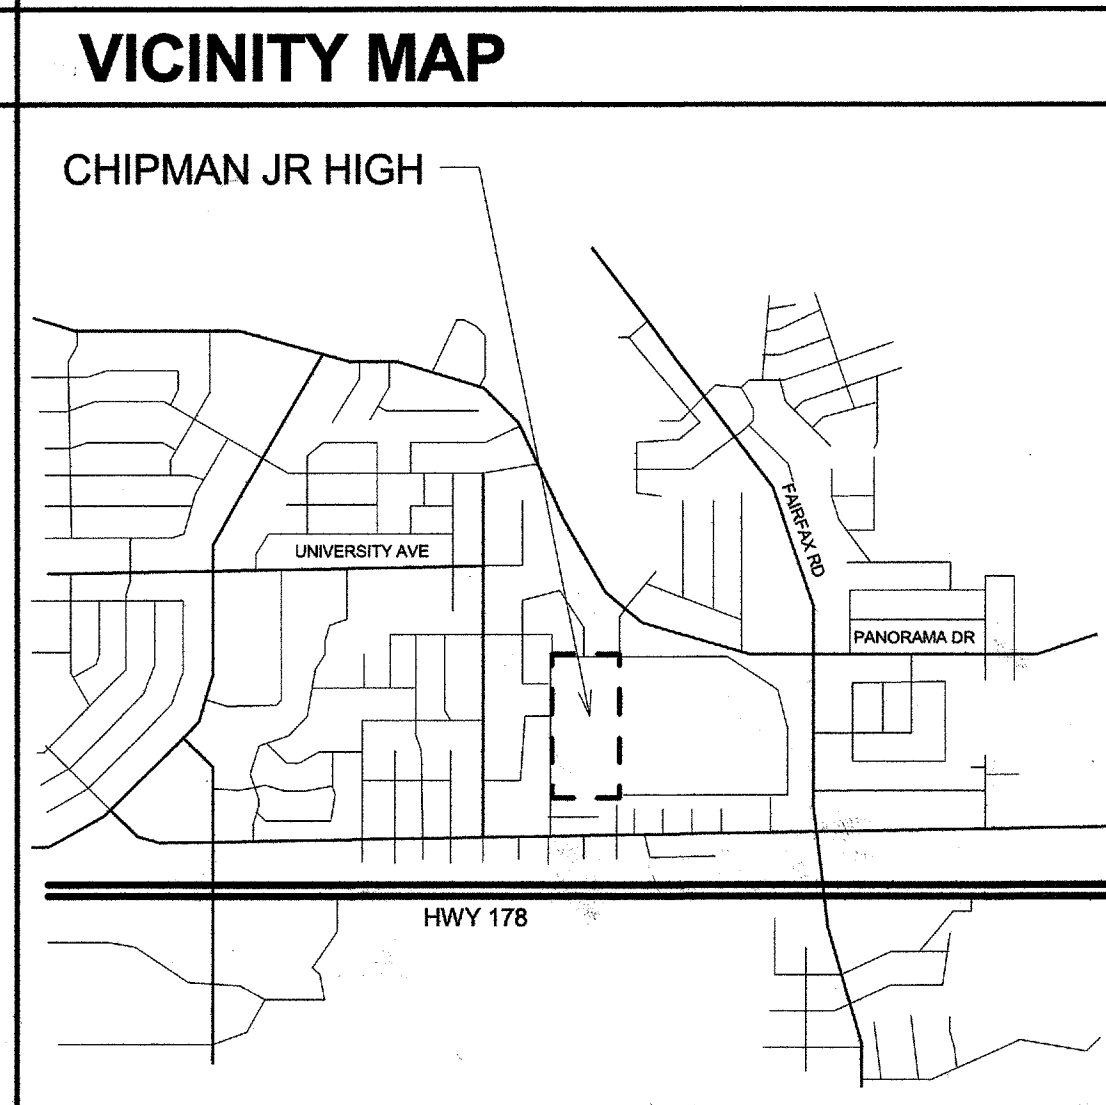 VICINITY MAP
CHIPMAN JR HIGH
FAIRFAX RD
UNIVERSITY AVE
PANORAMA DR
HWY 178